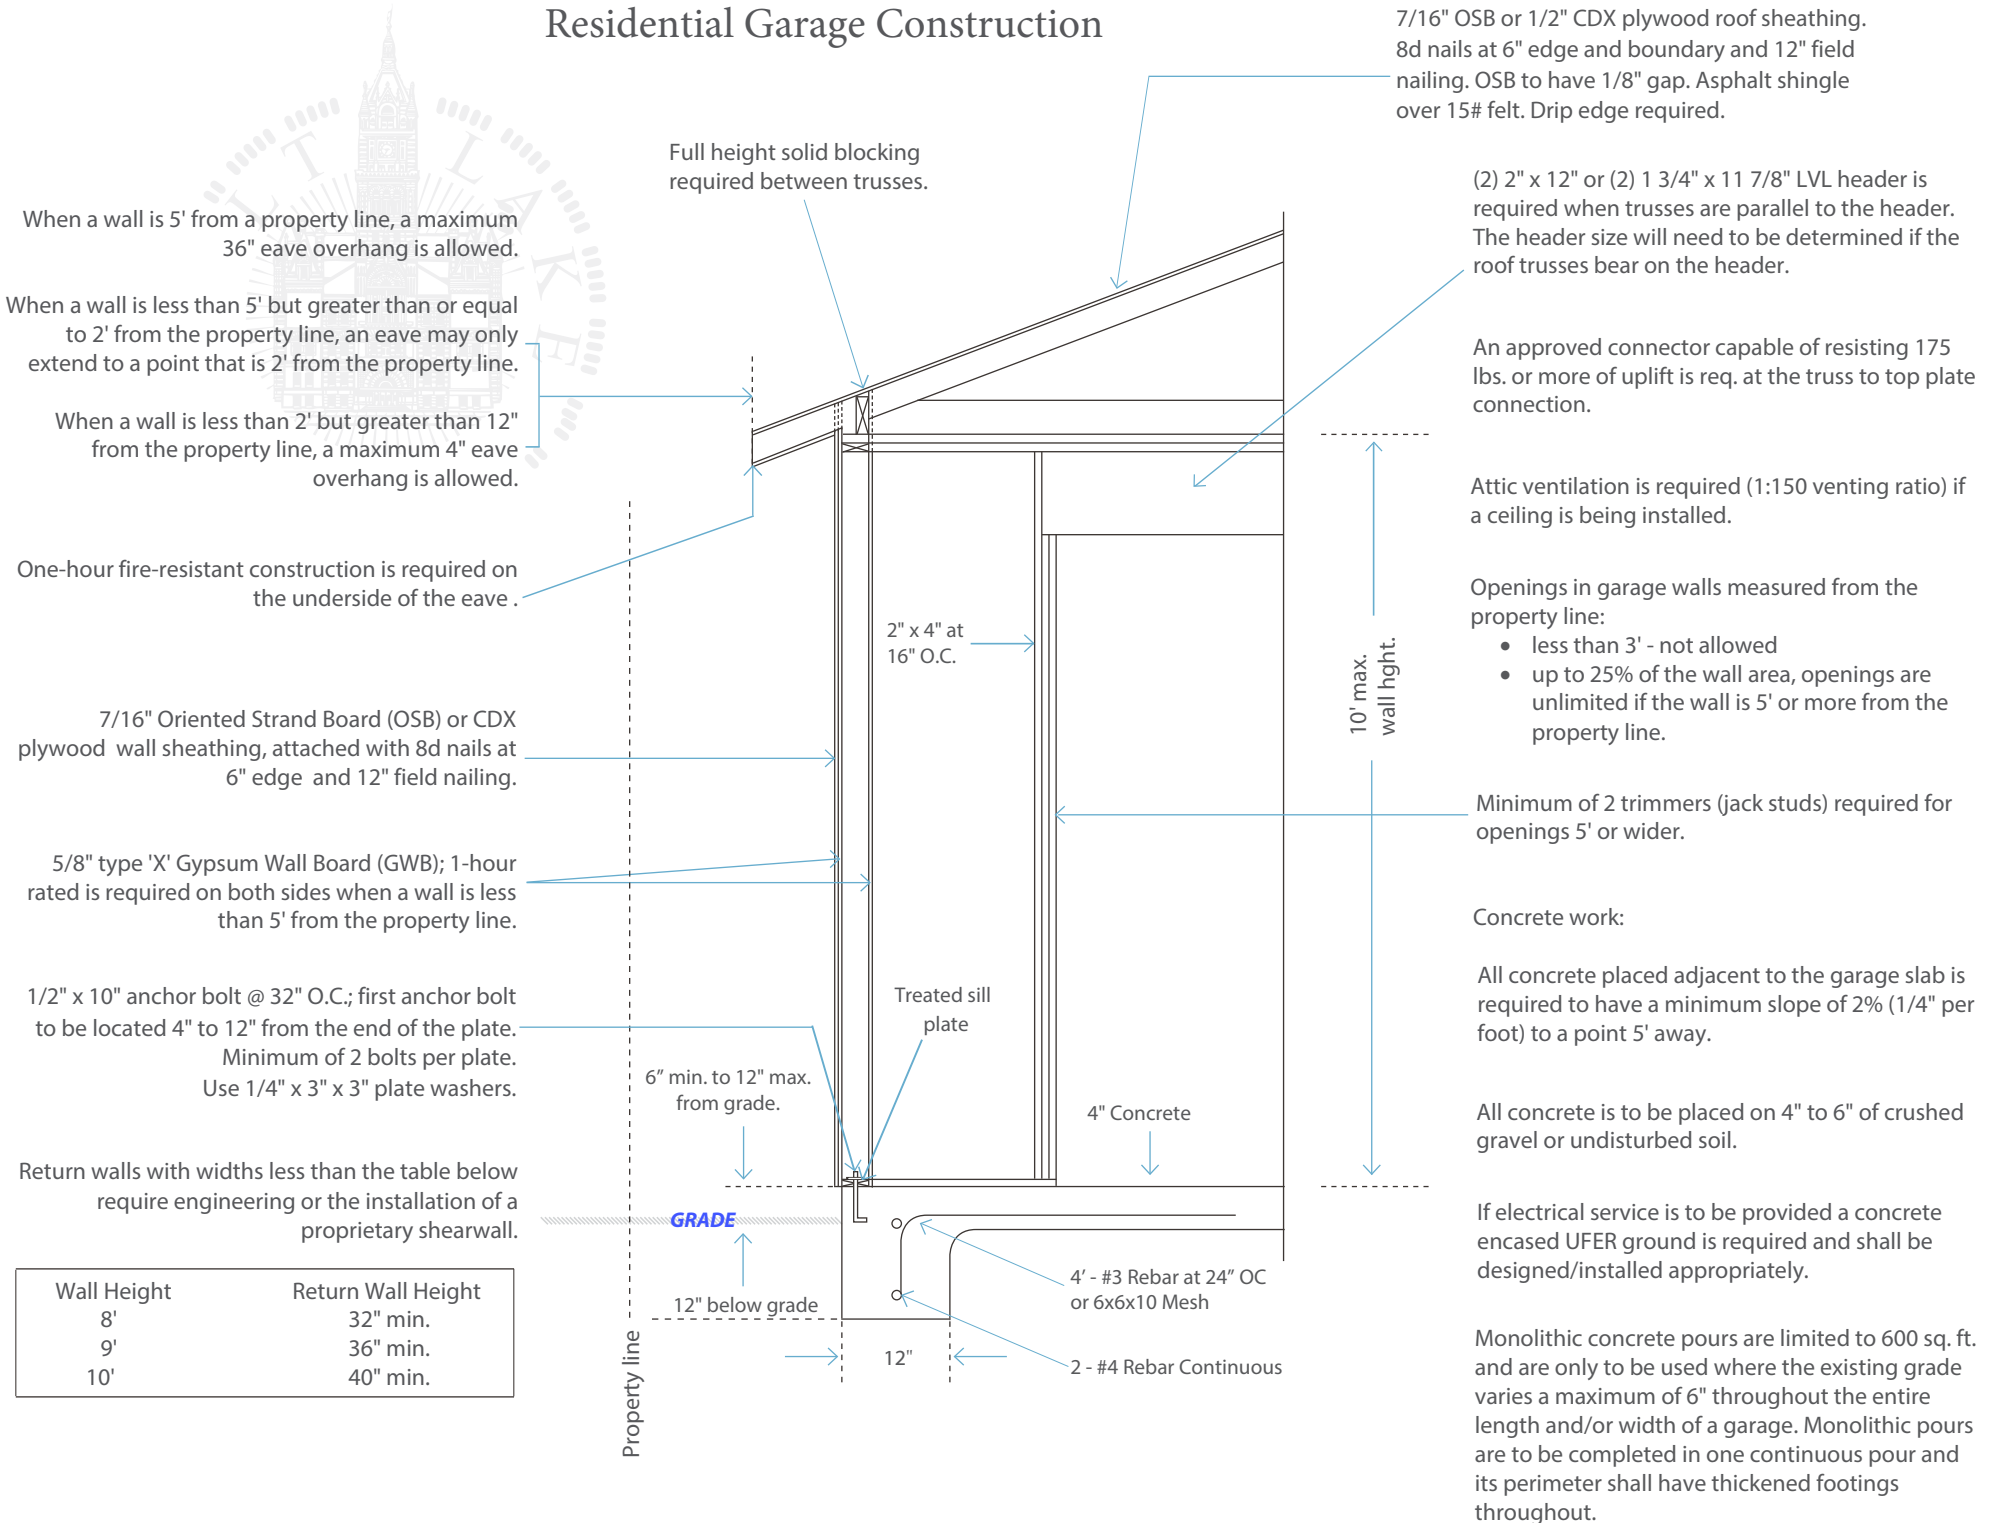 Residential Garage Construction
7/16" OSB or 1/2" CDX plywood roof sheathing.
8d nails at 6" edge and boundary and 12" field
nailing. OSB to have 1/8" gap. Asphalt shingle
over 15# felt. Drip edge required.
Full height solid blocking
required between trusses.
(2) 2" x 12" or (2) 1 3/4" x 11 7/8" LVL header is
required when trusses are parallel to the header.
The header size will need to be determined if the
roof trusses bear on the header.
When a wall is 5' from a property line, a maximum
36" eave overhang is allowed.
When a wall is less than 5' but greater than or equal
to 2' from the property line, an eave may only
extend to a point that is 2' from the property line.
When a wall is less than 2' but greater than 12"
from the property line, a maximum 4" eave
overhang is allowed.
One-hour fire-resistant construction is required on
the underside of the eave .
7/16" Oriented Strand Board (OSB) or CDX
plywood wall sheathing, attached with 8d nails at
6" edge and 12" field nailing.
5/8" type 'X' Gypsum Wall Board (GWB); 1-hour
rated is required on both sides when a wall is less
than 5' from the property line.
1/2" x 10" anchor bolt @ 32" O.C.; first anchor bolt
to be located 4" to 12" from the end of the plate.
Minimum of 2 bolts per plate.
Use 1/4" x 3" x 3" plate washers.
Return walls with widths less than the table below
require engineering or the installation of a
proprietary shearwall.
Wall Height Return Wall Height
8' 32" min.
9' 36" min.
10' 40" min.
2" x 4" at
16" O.C.
Treated sill
plate
6” min. to 12" max.
from grade.
4" Concrete
GRADE
12" below grade
12"
4’ - #3 Rebar at 24” OC
or 6x6x10 Mesh
2 - #4 Rebar Continuous
Property line
10' max.
wall hght.
An approved connector capable of resisting 175
lbs. or more of uplift is req. at the truss to top plate
connection.
Attic ventilation is required (1:150 venting ratio) if
a ceiling is being installed.
Openings in garage walls measured from the
property line:
• less than 3' - not allowed
• up to 25% of the wall area, openings are
unlimited if the wall is 5' or more from the
property line.
Minimum of 2 trimmers (jack studs) required for
openings 5' or wider.
Concrete work:
All concrete placed adjacent to the garage slab is
required to have a minimum slope of 2% (1/4" per
foot) to a point 5' away.
All concrete is to be placed on 4" to 6" of crushed
gravel or undisturbed soil.
If electrical service is to be provided a concrete
encased UFER ground is required and shall be
designed/installed appropriately.
Monolithic concrete pours are limited to 600 sq. ft.
and are only to be used where the existing grade
varies a maximum of 6" throughout the entire
length and/or width of a garage. Monolithic pours
are to be completed in one continuous pour and
its perimeter shall have thickened footings
throughout.
LT LAKE